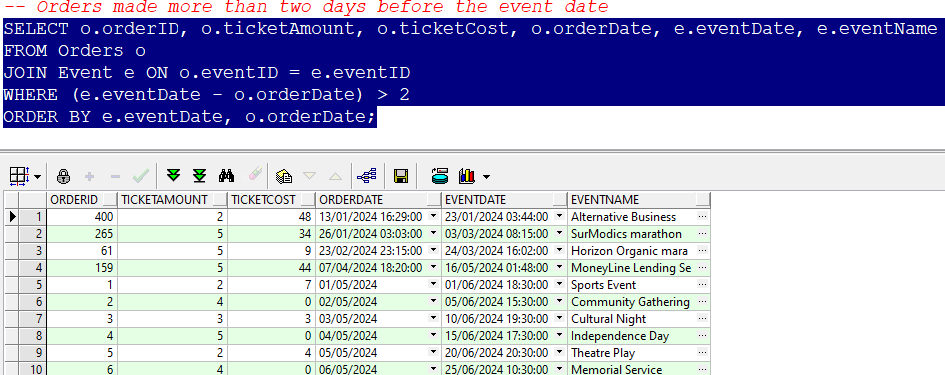 -- Orders made more than two days before the event date
SELECT o.orderID, o.ticketAmount, o.ticketCost, o.orderDate, e.eventDate, e.eventName
FROM Orders o
JOIN Event e ON o.eventID = e.eventID
WHERE (e.eventDate - o.orderDate) > 2
ORDER BY e.eventDate, o.orderDate;
ORDERID TICKETAMOUNT TICKETCOST ORDERDATE EVENTDATE EVENTNAME
1 400 2 48 13/01/2024 16:29:00 23/01/2024 03:44:00 Alternative Business ...
2 265 5 34 26/01/2024 03:03:00 03/03/2024 08:15:00 SurModics marathon ...
3 61 5 9 23/02/2024 23:15:00 24/03/2024 16:02:00 Horizon Organic mara ...
4 159 5 44 07/04/2024 18:20:00 16/05/2024 01:48:00 MoneyLine Lending Se ...
5 1 2 7 01/05/2024 01/06/2024 18:30:00 Sports Event ...
6 2 4 0 02/05/2024 05/06/2024 15:30:00 Community Gathering ...
7 3 3 3 03/05/2024 10/06/2024 19:30:00 Cultural Night ...
8 4 5 0 04/05/2024 15/06/2024 17:30:00 Independence Day ...
9 5 2 4 05/05/2024 20/06/2024 20:30:00 Theatre Play ...
10 6 4 0 06/05/2024 25/06/2024 10:30:00 Memorial Service ...